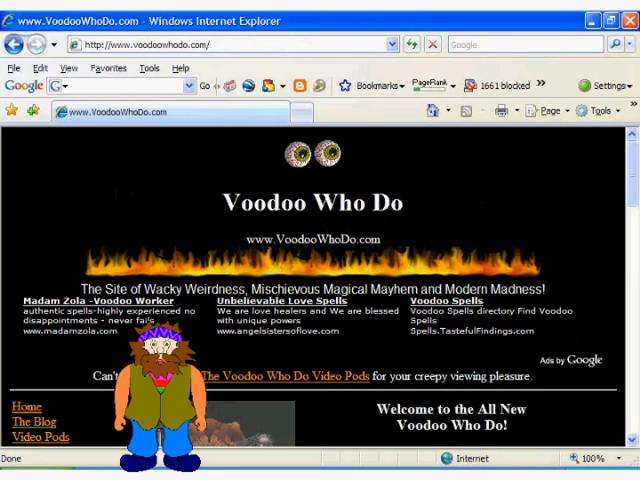 www.VoodooWhoDo.com - Windows Internet Explorer
http://www.voodoowhodo.com/
Google
File Edit View Favorites Tools Help
Google G Go Bookmarks PageRank 1661 blocked » Settings
www.VoodooWhoDo.com Page Tools »
Voodoo Who Do
www.VoodooWhoDo.com
The Site of Wacky Weirdness, Mischievous Magical Mayhem and Modern Madness!
Madam Zola -Voodoo Worker
authentic spells-highly experienced no
disappointments - never fails
www.madamzola.com
Unbelievable Love Spells
We are love healers and We are blessed
with unique powers
www.angelsistersoflove.com
Voodoo Spells
Voodoo Spells directory Find Voodoo
Spells
Spells.TastefulFindings.com
Ads by Google
Can't The Voodoo Who Do Video Pods for your creepy viewing pleasure.
Home
The Blog
Video Pods
Welcome to the All New
Voodoo Who Do!
Done Internet 100%